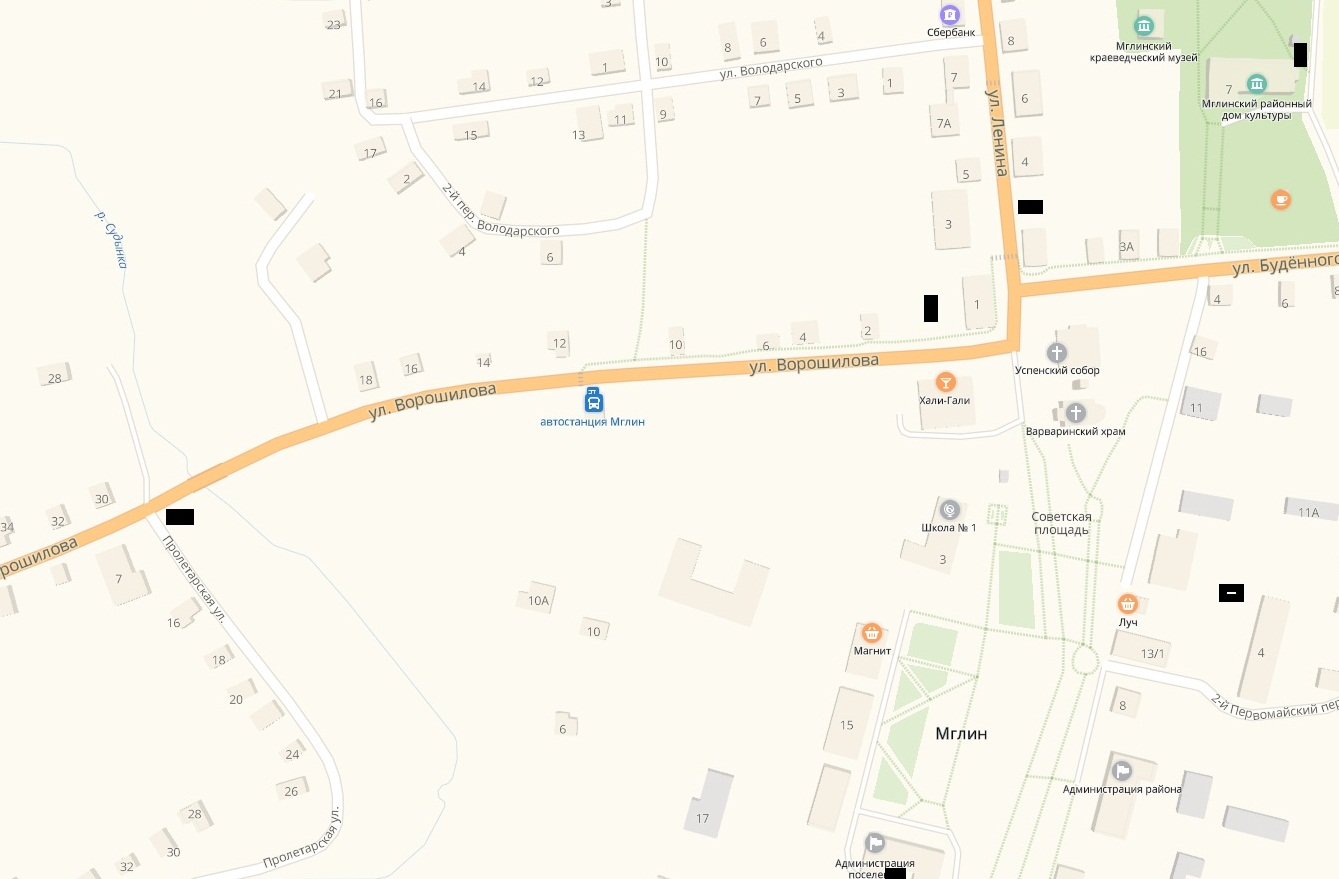 3
23
Сбербанк
8
Мглинский
краеведческий музей
8
6
4
1
10
ул. Володарского
7
7
Мглинский районный
дом культуры
21
16
14
12
7
5
3
1
6
ул. Ленина
15
13
11
9
7А
17
2
4
5
2-й пер. Володарского
3
р. Судынка
4
6
3А
ул. Будённого
1
4
6
8
12
10
6
4
2
16
18
16
14
ул. Ворошилова
Успенский собор
28
ул. Ворошилова
Хали-Гали
11
автостанция Мглин
Варваринский храм
30
34
32
Школа № 1
Советская
площадь
11А
рошилова
Пролетарская ул.
7
3
10А
16
10
Луч
Магнит
13/1
4
18
20
8
2-й Первомайский пер
6
15
Мглин
24
26
Администрация района
28
17
30
32
Пролетарская ул.
Администрация